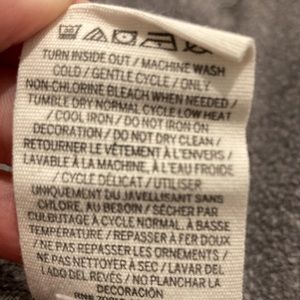 TURN INSIDE OUT / MACHINE WASH
COLD / GENTLE CYCLE / ONLY
NON-CHLORINE BLEACH WHEN NEEDED /
TUMBLE DRY NORMAL CYCLE LOW HEAT
/ COOL IRON / DO NOT IRON ON
DECORATION / DO NOT DRY CLEAN /
RETOURNER LE VÊTEMENT À L'ENVERS /
LAVABLE À LA MACHINE, À L'EAU FROIDE
/ CYCLE DÉLICAT / UTILISER
UNIQUEMENT DU JAVELLISANT SANS
CHLORE, AU BESOIN / SÉCHER PAR
CULBUTAGE À CYCLE NORMAL, À BASSE
TEMPÉRATURE / REPASSER À FER DOUX
/ NE PAS REPASSER LES ORNEMENTS /
NE PAS NETTOYER À SEC / LAVAR DEL
LADO DEL REVÉS / NO PLANCHAR LA
DECORACIÓN